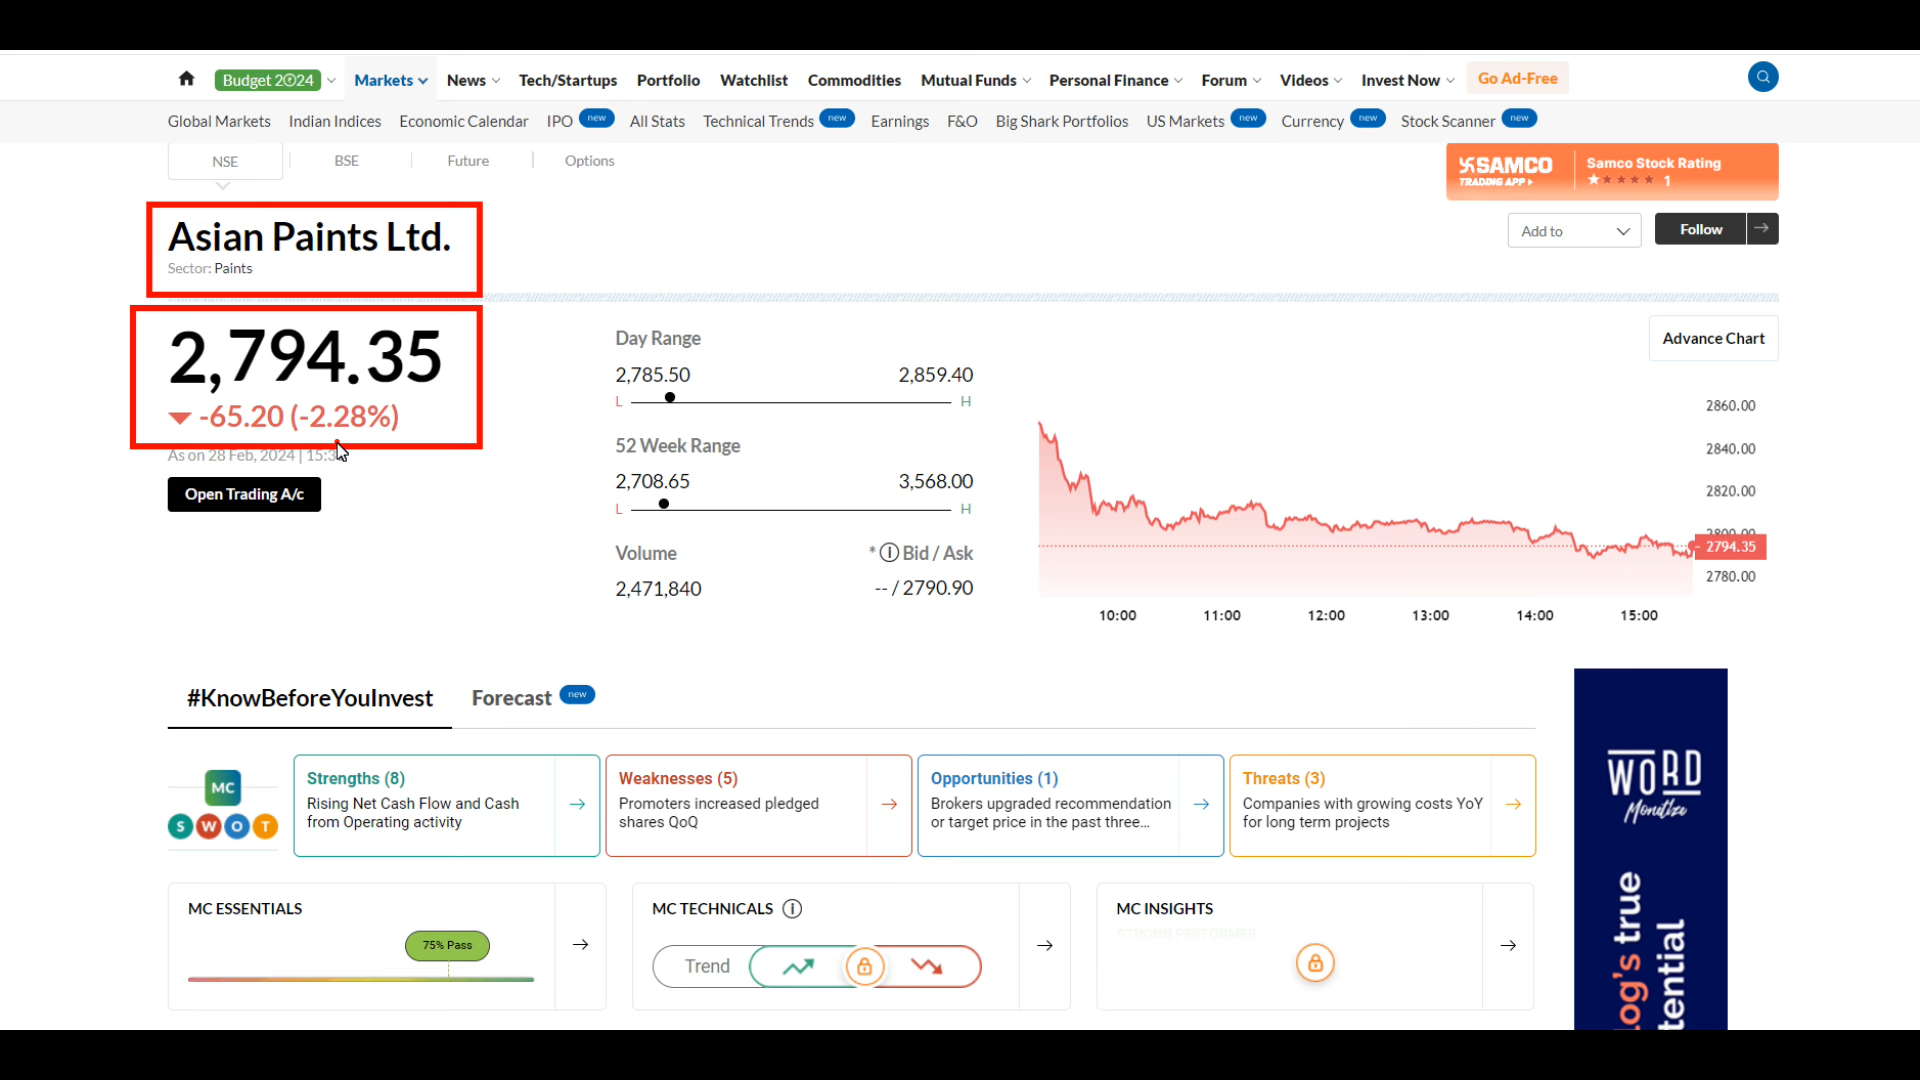 Budget 2024 Markets News Tech/Startups Portfolio Watchlist Commodities Mutual Funds Personal Finance Forum Videos Invest Now Go Ad-Free
Global Markets Indian Indices Economic Calendar IPO new All Stats Technical Trends new Earnings F&O Big Shark Portfolios US Markets new Currency new Stock Scanner new
NSE BSE Future Options
SAMCO
TRADING APP
Samco Stock Rating
1
Asian Paints Ltd.
Sector: Paints
Add to
Follow
2,794.35
-65.20 (-2.28%)
As on 28 Feb, 2024 | 15:3
Open Trading A/c
Day Range
2,785.50 2,859.40
L H
52 Week Range
2,708.65 3,568.00
L H
Volume * Bid / Ask
2,471,840 -- / 2790.90
Advance Chart
2860.00
2840.00
2820.00
2800.00
2794.35
2780.00
10:00 11:00 12:00 13:00 14:00 15:00
#KnowBeforeYouInvest Forecast new
MC
S W O T
Strengths (8)
Rising Net Cash Flow and Cash
from Operating activity
Weaknesses (5)
Promoters increased pledged
shares QoQ
Opportunities (1)
Brokers upgraded recommendation
or target price in the past three...
Threats (3)
Companies with growing costs YoY
for long term projects
MC ESSENTIALS
75% Pass
MC TECHNICALS
Trend
MC INSIGHTS
STRONG PERFORMER
WORD
Monetize
log's true
tential